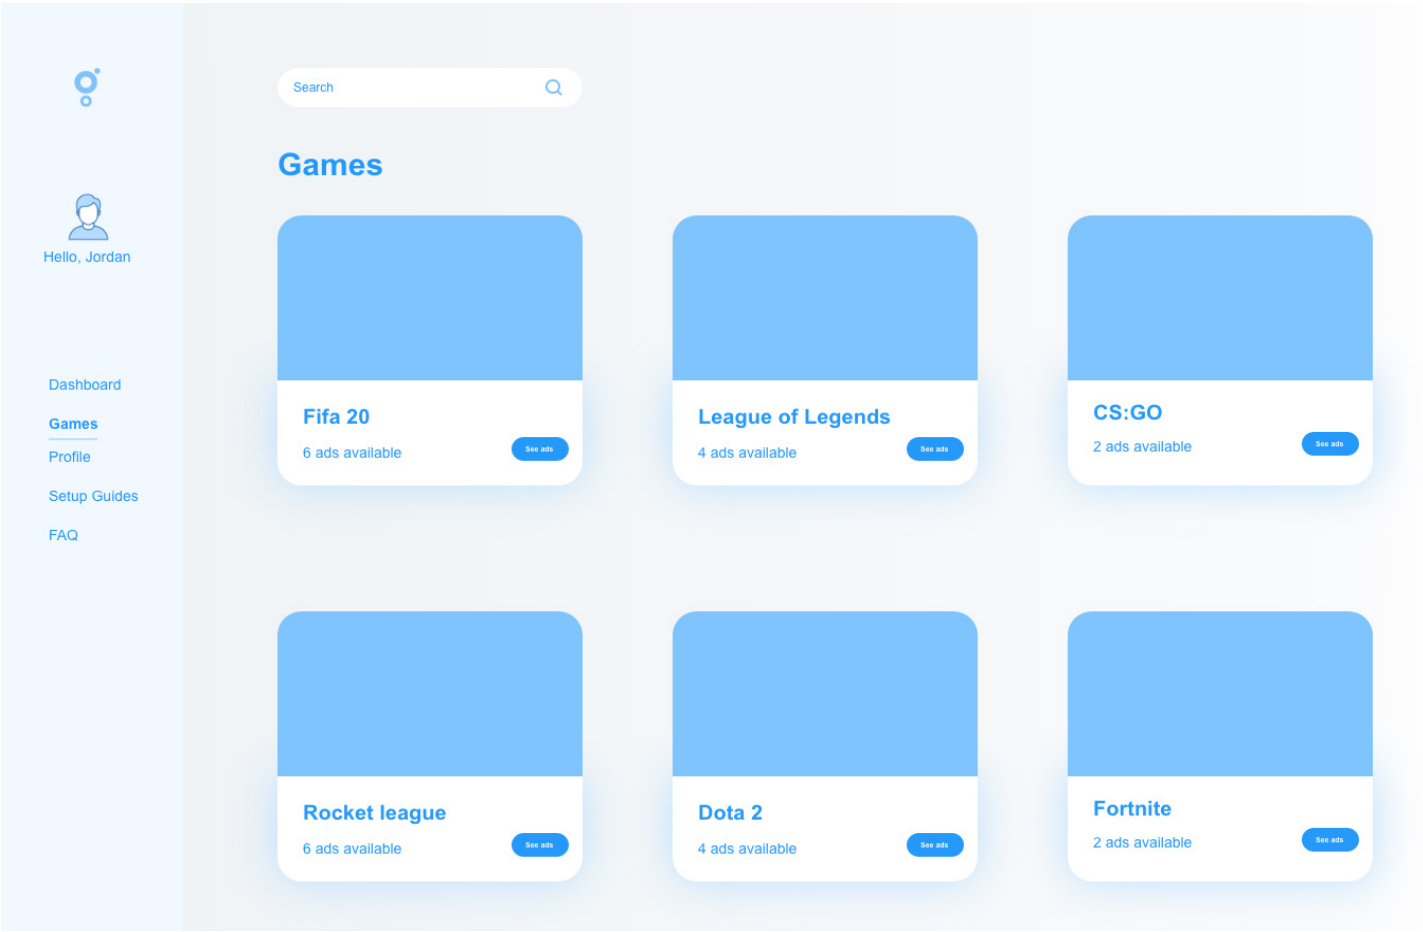 Search
Games
Hello, Jordan
Dashboard
Games
Profile
Setup Guides
FAQ
Fifa 20
6 ads available
See ads
League of Legends
4 ads available
See ads
CS:GO
2 ads available
See ads
Rocket league
6 ads available
See ads
Dota 2
4 ads available
See ads
Fortnite
2 ads available
See ads